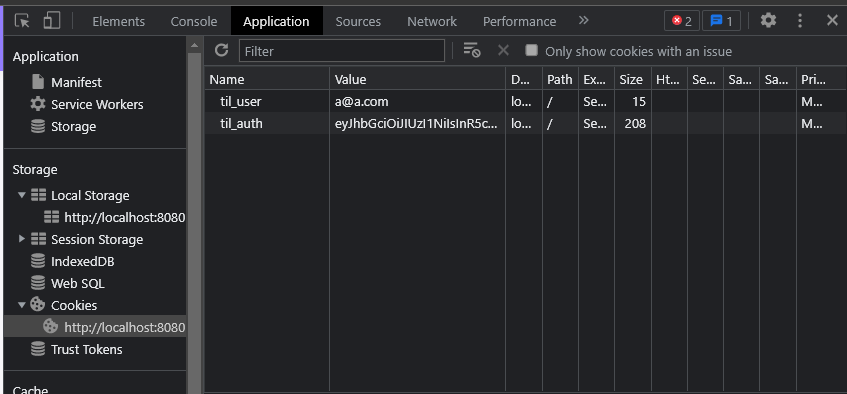 Elements Console Application Sources Network Performance » 2 1
Application
Manifest
Service Workers
Storage
Storage
Local Storage
http://localhost:8080
Session Storage
IndexedDB
Web SQL
Cookies
http://localhost:8080
Trust Tokens
Cache
Filter Only show cookies with an issue
Name Value D... Path Ex... Size Ht... Se... Sa... Sa... Pri...
til_user a@a.com lo... / Se... 15 M...
til_auth eyJhbGciOiJIUzI1NiIsInR5c... lo... / Se... 208 M...